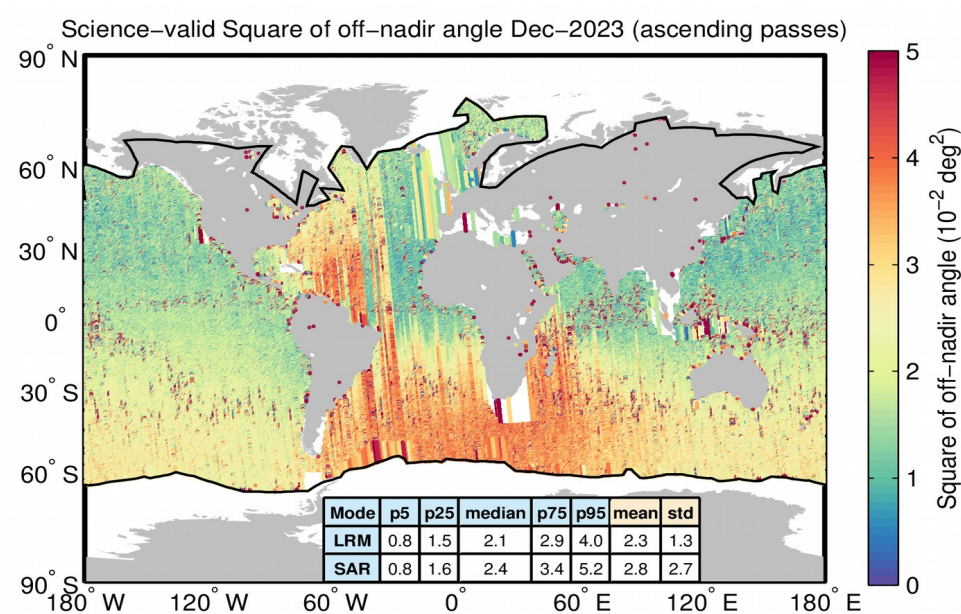 Science−valid Square of off−nadir angle Dec−2023 (ascending passes)
90° N
60° N
30° N
0°
30° S
60° S
90° S
180° W 120° W 60° W 0° 60° E 120° E 180° E
Mode p5 p25 median p75 p95 mean std
LRM 0.8 1.5 2.1 2.9 4.0 2.3 1.3
SAR 0.8 1.6 2.4 3.4 5.2 2.8 2.7
5
4
3
2
1
0
Square of off−nadir angle (10⁻² deg²)